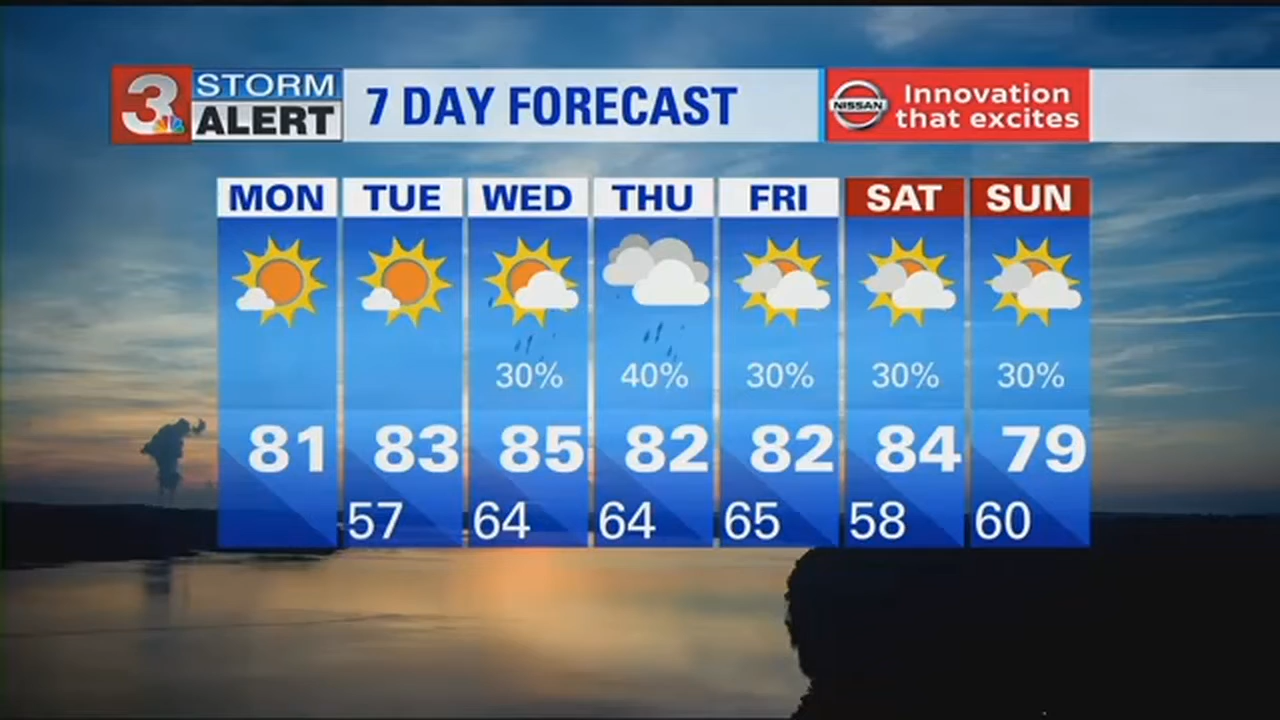 3 STORM ALERT
7 DAY FORECAST
NISSAN
Innovation
that excites
MON TUE WED THU FRI SAT SUN
30% 40% 30% 30% 30%
81 83 85 82 82 84 79
57 64 64 65 58 60